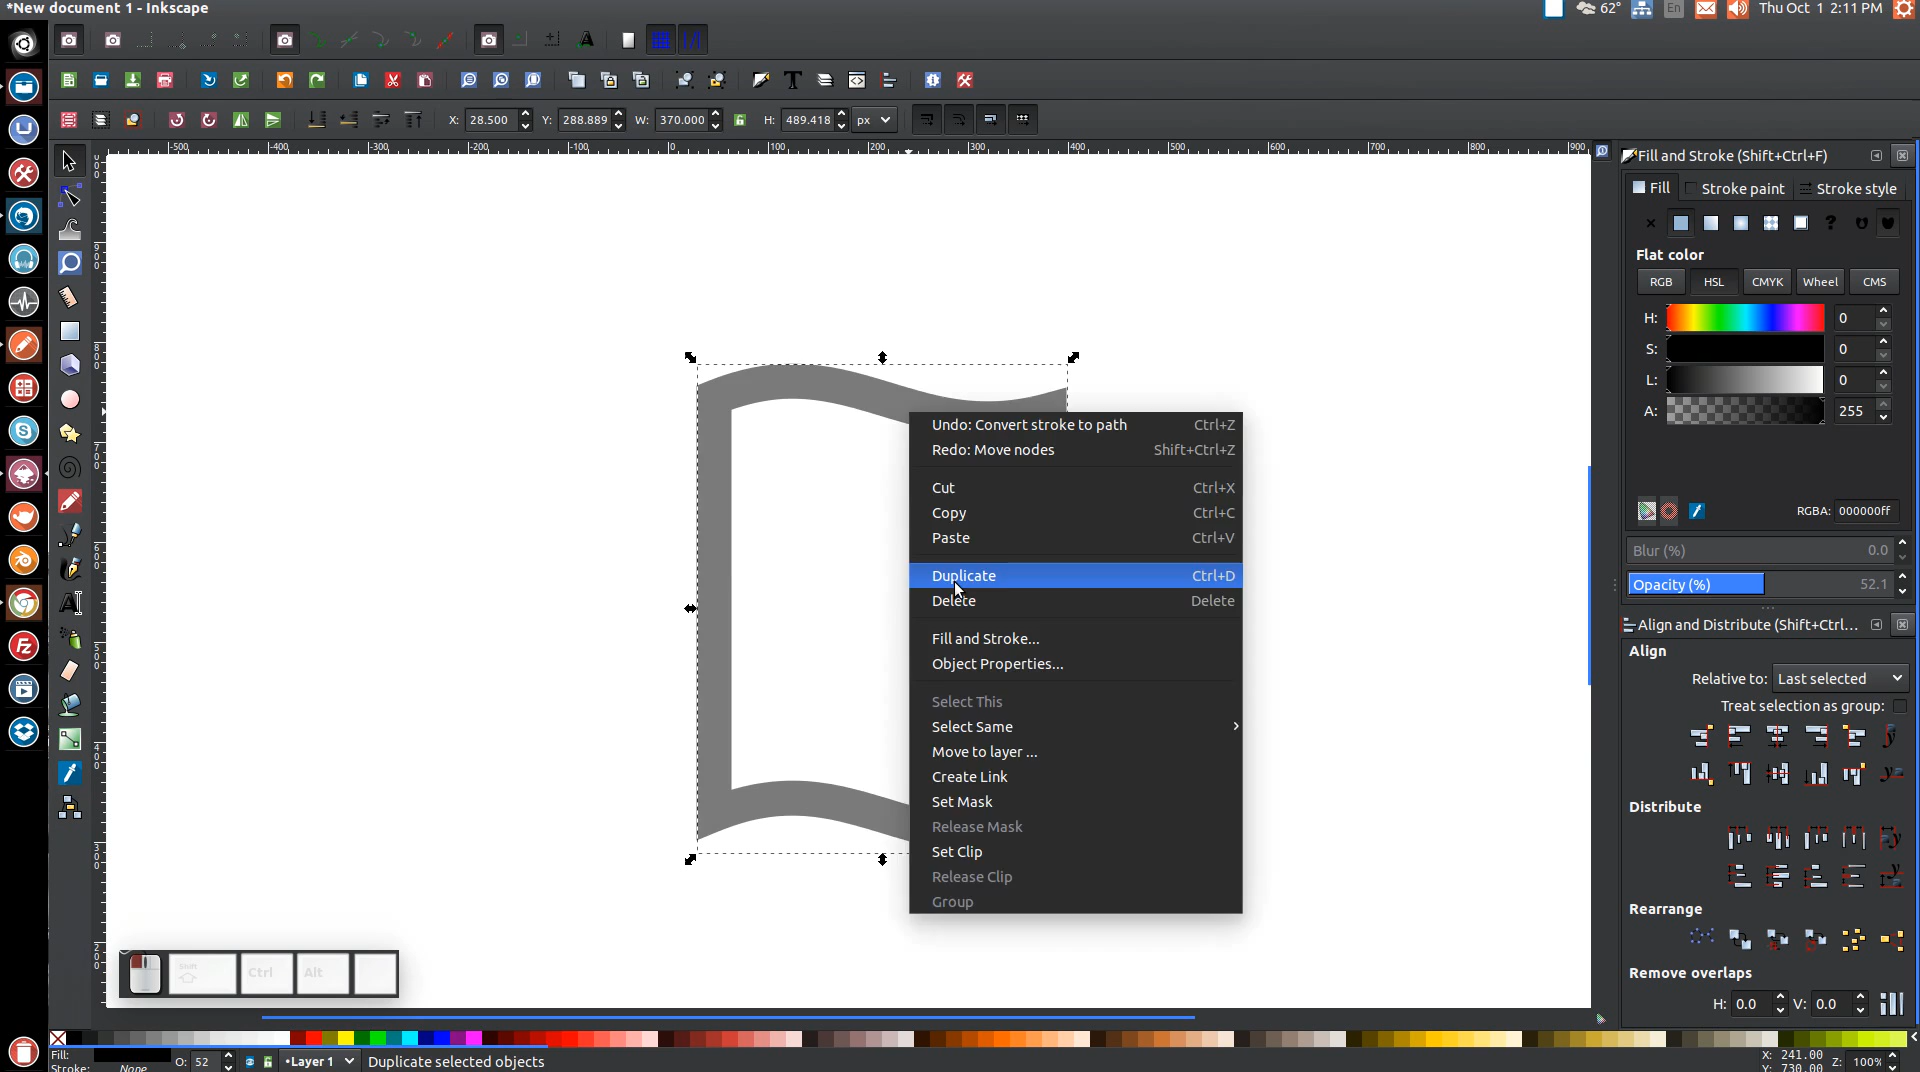 *New document 1 - Inkscape
62°
En
Thu Oct 1 2:11 PM
X: 28.500
Y: 288.889
W: 370.000
H: 489.418
px
-500
-400
-300
-200
-100
0
100
200
300
400
500
600
700
800
900
Fill and Stroke (Shift+Ctrl+F)
Fill
Stroke paint
Stroke style
?
Flat color
RGB
HSL
CMYK
Wheel
CMS
H: 0
S: 0
L: 0
A: 255
RGBA: 000000ff
Blur (%) 0.0
Opacity (%) 52.1
Undo: Convert stroke to path Ctrl+Z
Redo: Move nodes Shift+Ctrl+Z
Cut Ctrl+X
Copy Ctrl+C
Paste Ctrl+V
Duplicate Ctrl+D
Delete Delete
Fill and Stroke...
Object Properties...
Select This
Select Same
Move to layer ...
Create Link
Set Mask
Release Mask
Set Clip
Release Clip
Group
Align and Distribute (Shift+Ctrl...
Align
Relative to: Last selected
Treat selection as group:
Distribute
Rearrange
Remove overlaps
H: 0.0 V: 0.0
Shift
Ctrl
Alt
Fill:
Stroke: None
O: 52
•Layer 1
Duplicate selected objects
X: 241.00
Y: 730.00
Z: 100%